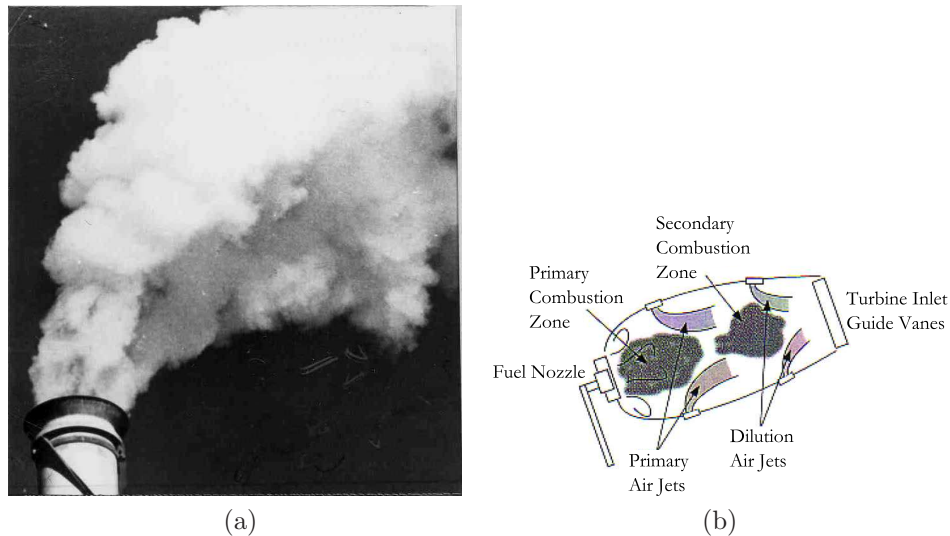 Secondary
Combustion
Zone
Primary
Combustion
Zone
Turbine Inlet
Guide Vanes
Fuel Nozzle
Dilution
Air Jets
Primary
Air Jets
(a)
(b)